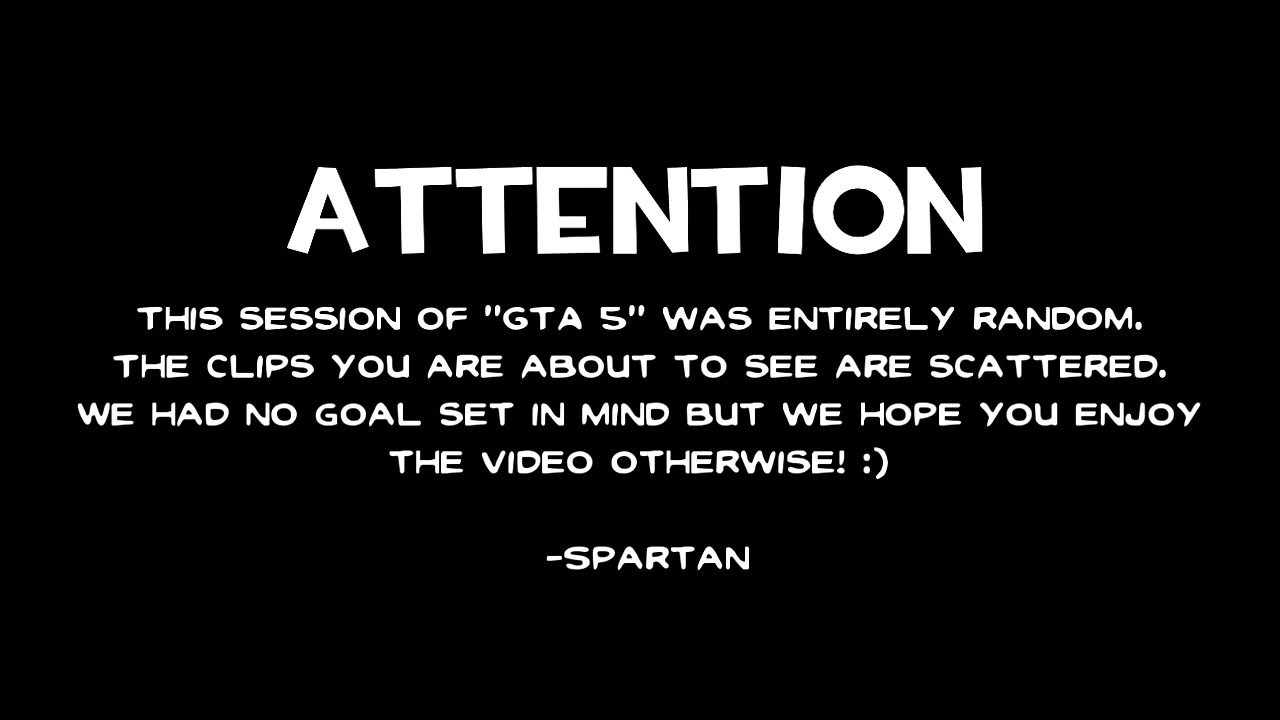 ATTENTION
THIS SESSION OF "GTA 5" WAS ENTIRELY RANDOM.
THE CLIPS YOU ARE ABOUT TO SEE ARE SCATTERED.
WE HAD NO GOAL SET IN MIND BUT WE HOPE YOU ENJOY
THE VIDEO OTHERWISE! :)
-SPARTAN